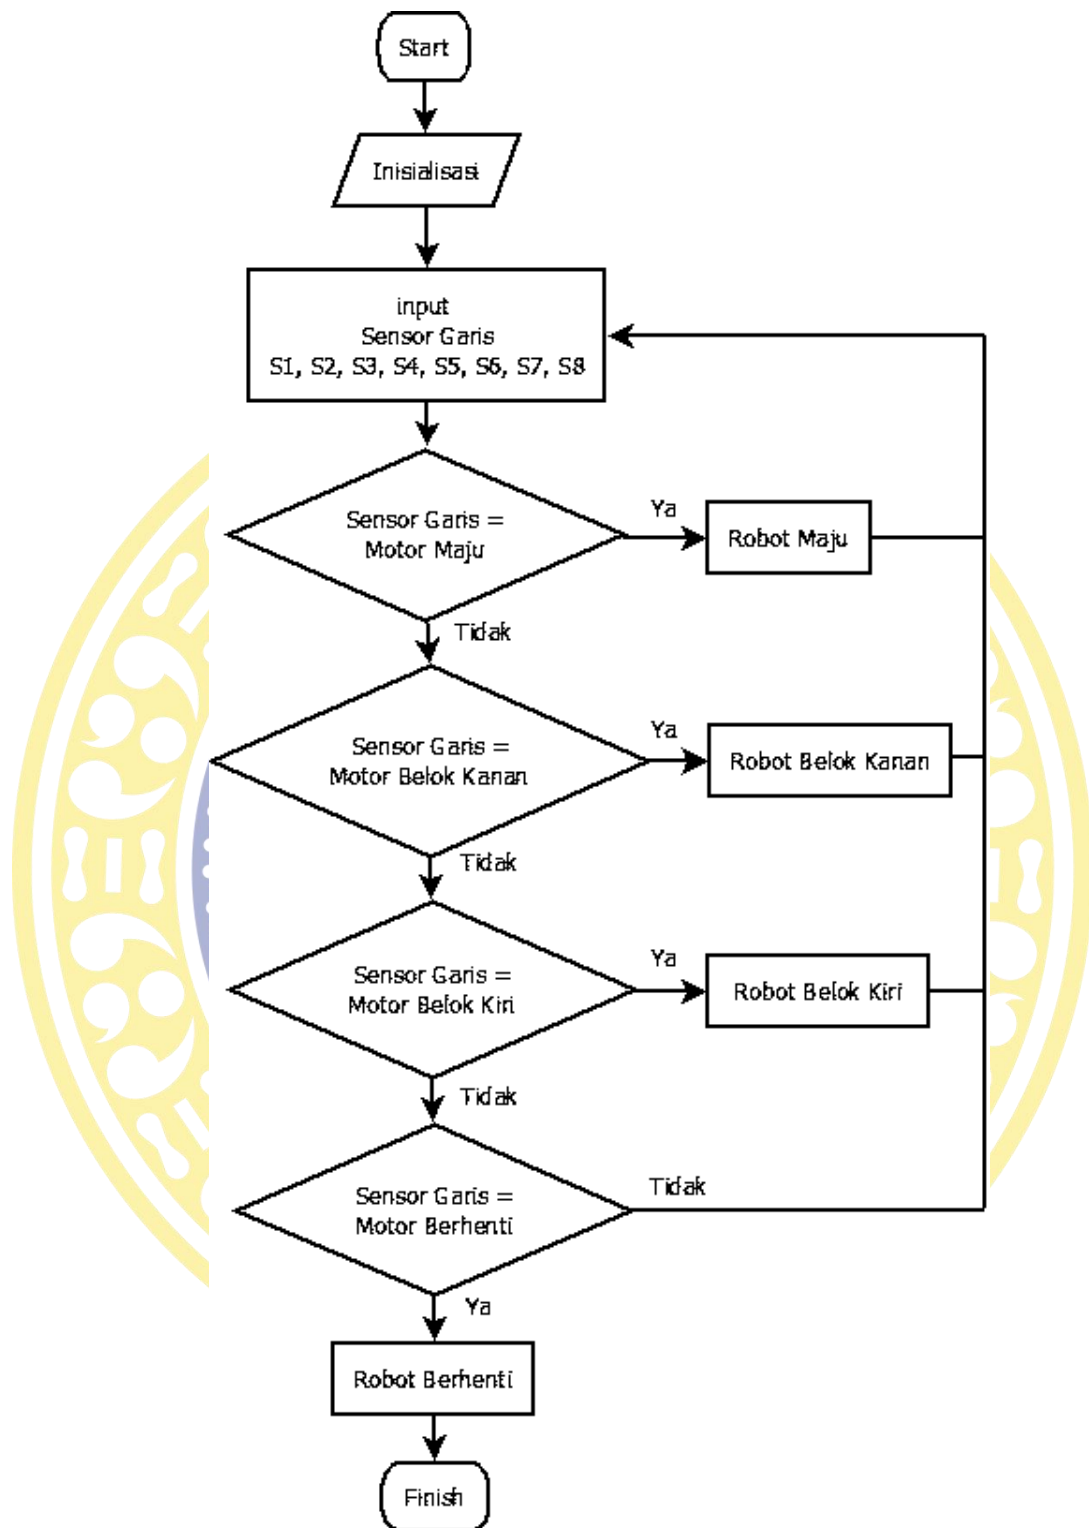 Start
Inisialisasi
input
Sensor Garis
S1, S2, S3, S4, S5, S6, S7, S8
Sensor Garis =
Motor Maju
Ya
Robot Maju
Tidak
Sensor Garis =
Motor Belok Kanan
Ya
Robot Belok Kanan
Tidak
Sensor Garis =
Motor Belok Kiri
Ya
Robot Belok Kiri
Tidak
Sensor Garis =
Motor Berhenti
Tidak
Ya
Robot Berhenti
Finish